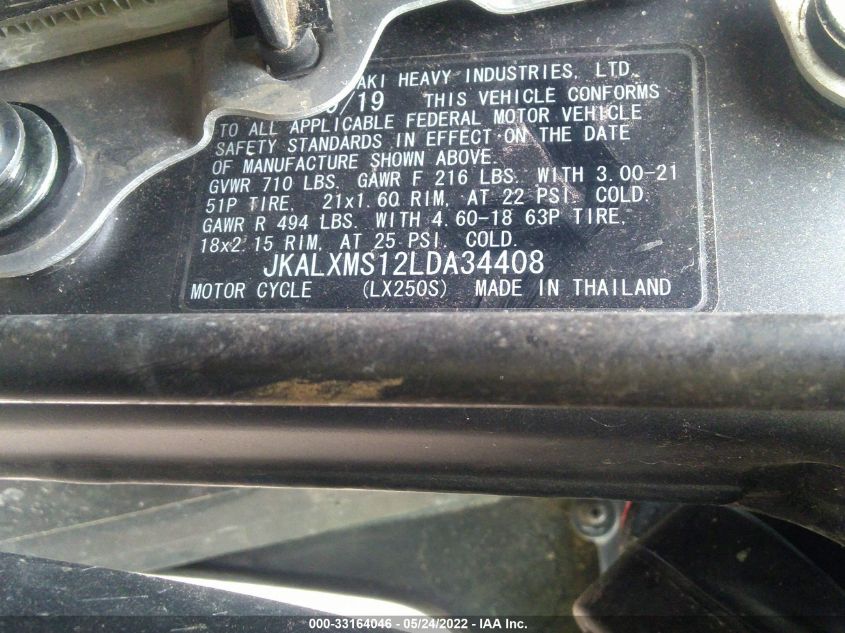 HEAVY INDUSTRIES, LTD.
/19 THIS VEHICLE CONFORMS
TO ALL APPLICABLE FEDERAL MOTOR VEHICLE
SAFETY STANDARDS IN EFFECT ON THE DATE
OF MANUFACTURE SHOWN ABOVE.
GVWR 710 LBS. GAWR F 216 LBS. WITH 3.00-21
51P TIRE, 21x1.60 RIM, AT 22 PSI. COLD.
GAWR R 494 LBS. WITH 4.60-18 63P TIRE,
18x2.15 RIM, AT 25 PSI. COLD.
JKALXMS12LDA34408
MOTOR CYCLE (LX250S) MADE IN THAILAND
000-33164046 - 05/24/2022 - IAA Inc.